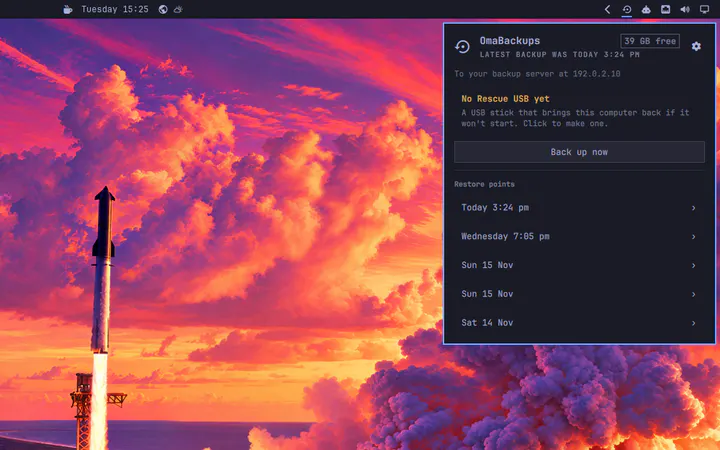 Tuesday 15:25
OmaBackups
39 GB free
LATEST BACKUP WAS TODAY 3:24 PM
To your backup server at 192.0.2.10
No Rescue USB yet
A USB stick that brings this computer back if it
won't start. Click to make one.
Back up now
Restore points
Today 3:24 pm
Wednesday 7:05 pm
Sun 15 Nov
Sun 15 Nov
Sat 14 Nov